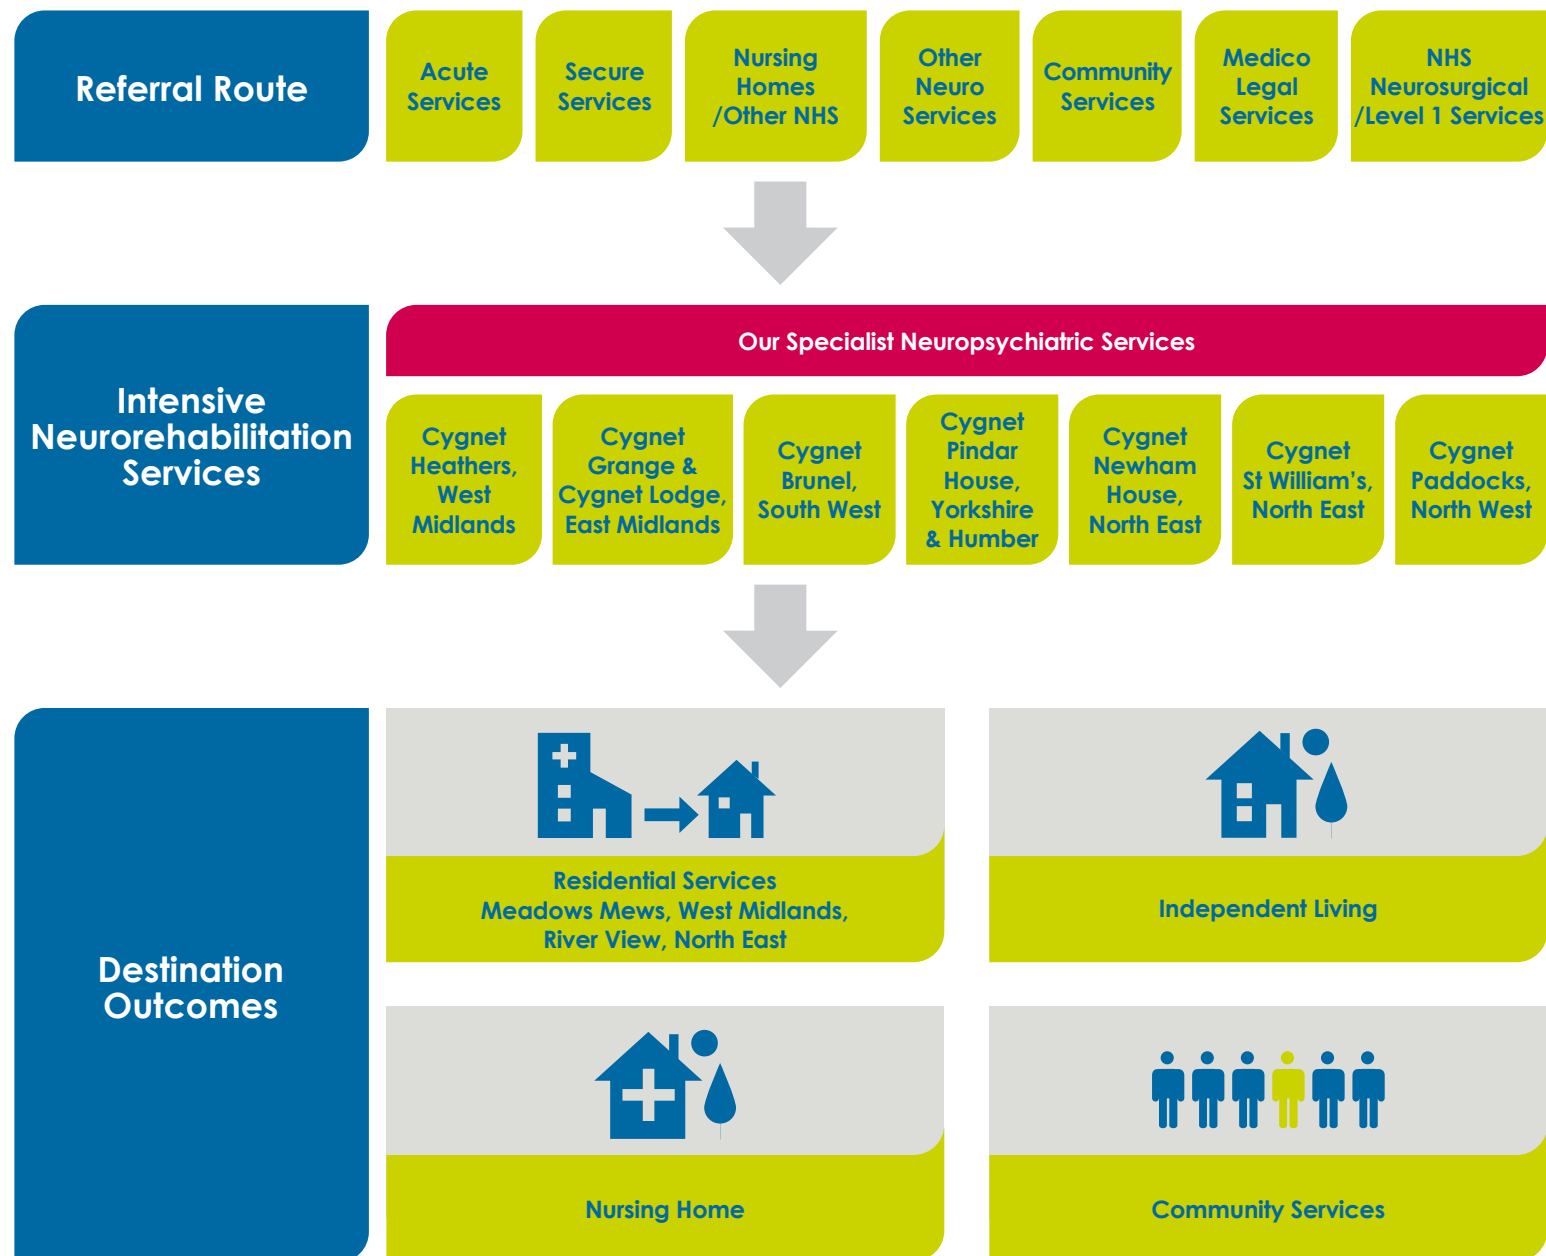 Referral Route
Acute
Services
Secure
Services
Nursing
Homes
/Other NHS
Other
Neuro
Services
Community
Services
Medico
Legal
Services
NHS
Neurosurgical
/Level 1 Services
Intensive
Neurorehabilitation
Services
Our Specialist Neuropsychiatric Services
Cygnet
Heathers,
West
Midlands
Cygnet
Grange &
Cygnet Lodge,
East Midlands
Cygnet
Brunel,
South West
Cygnet
Pindar
House,
Yorkshire
& Humber
Cygnet
Newham
House,
North East
Cygnet
St William’s,
North East
Cygnet
Paddocks,
North West
Destination
Outcomes
Residential Services
Meadows Mews, West Midlands,
River View, North East
Independent Living
Nursing Home
Community Services